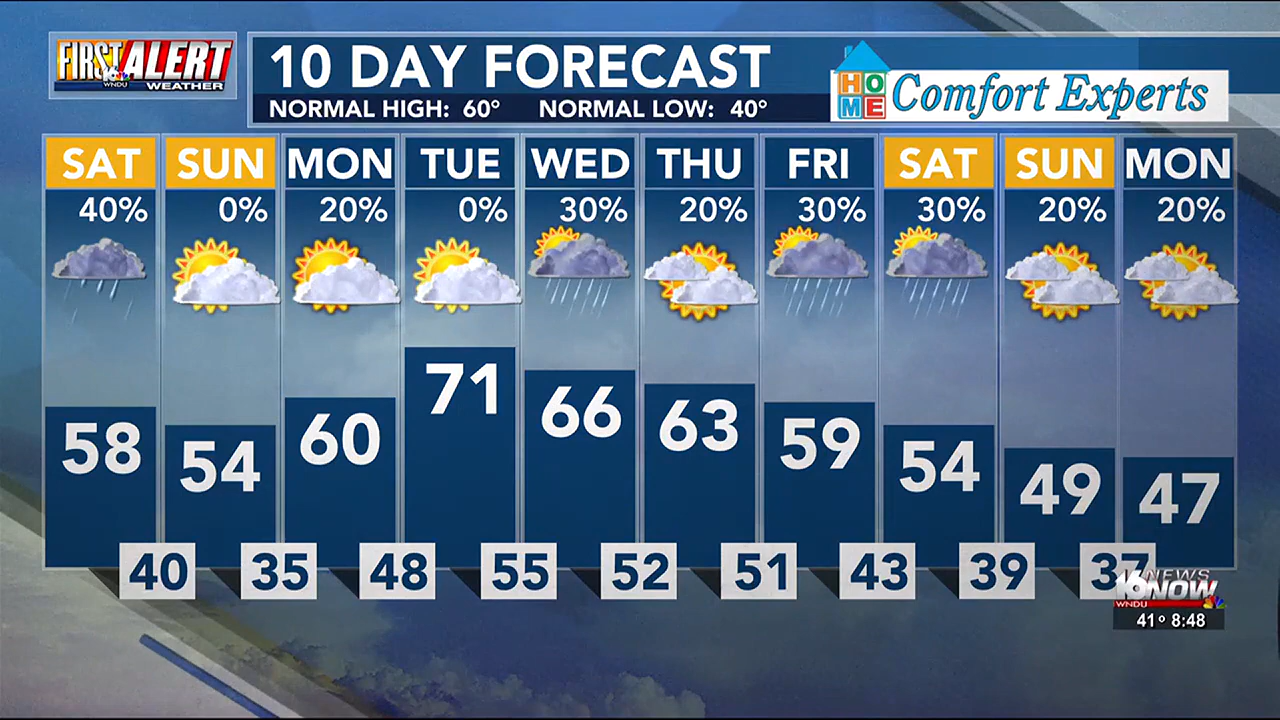 FIRST ALERT
16
WNDU
WEATHER
10 DAY FORECAST
NORMAL HIGH: 60° NORMAL LOW: 40°
HOME
Comfort Experts
SAT SUN MON TUE WED THU FRI SAT SUN MON
40% 0% 20% 0% 30% 20% 30% 30% 20% 20%
58 54 60 71 66 63 59 54 49 47
40 35 48 55 52 51 43 39 37
16 NEWS NOW
WNDU
41° 8:48